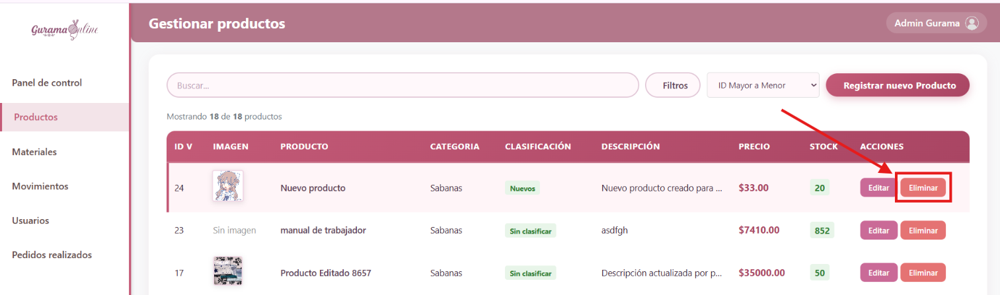 Gurama Online
Gestionar productos
Admin Gurama
Panel de control
Productos
Materiales
Movimientos
Usuarios
Pedidos realizados
Buscar...
Filtros
ID Mayor a Menor
Registrar nuevo Producto
Mostrando 18 de 18 productos
ID V IMAGEN PRODUCTO CATEGORIA CLASIFICACIÓN DESCRIPCIÓN PRECIO STOCK ACCIONES
24 Nuevo producto Sabanas Nuevos Nuevo producto creado para ... $33.00 20 Editar Eliminar
23 Sin imagen manual de trabajador Sabanas Sin clasificar asdfgh $7410.00 852 Editar Eliminar
17 Producto Editado 8657 Sabanas Sin clasificar Descripción actualizada por p... $35000.00 50 Editar Eliminar